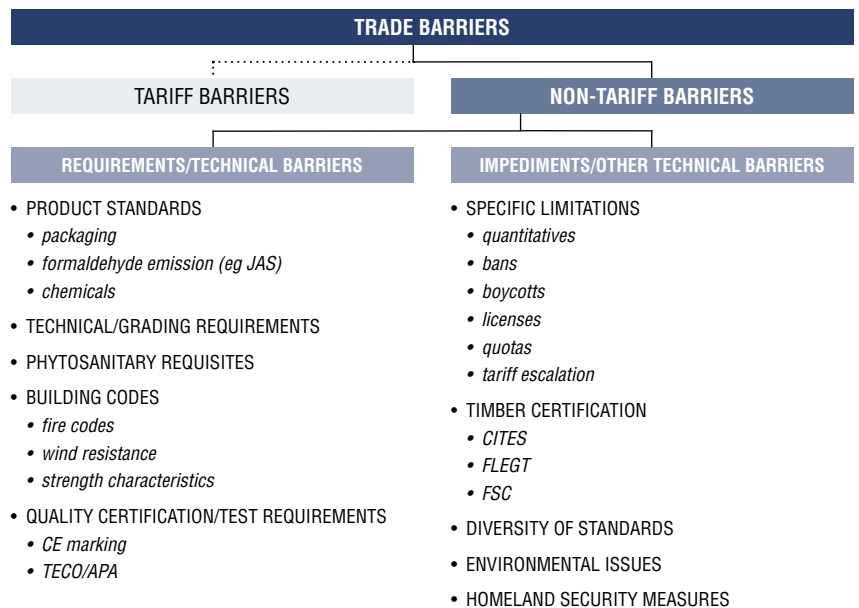 TRADE BARRIERS
TARIFF BARRIERS
NON-TARIFF BARRIERS
REQUIREMENTS/TECHNICAL BARRIERS
• PRODUCT STANDARDS
• packaging
• formaldehyde emission (eg JAS)
• chemicals
• TECHNICAL/GRADING REQUIREMENTS
• PHYTOSANITARY REQUISITES
• BUILDING CODES
• fire codes
• wind resistance
• strength characteristics
• QUALITY CERTIFICATION/TEST REQUIREMENTS
• CE marking
• TECO/APA
IMPEDIMENTS/OTHER TECHNICAL BARRIERS
• SPECIFIC LIMITATIONS
• quantitatives
• bans
• boycotts
• licenses
• quotas
• tariff escalation
• TIMBER CERTIFICATION
• CITES
• FLEGT
• FSC
• DIVERSITY OF STANDARDS
• ENVIRONMENTAL ISSUES
• HOMELAND SECURITY MEASURES